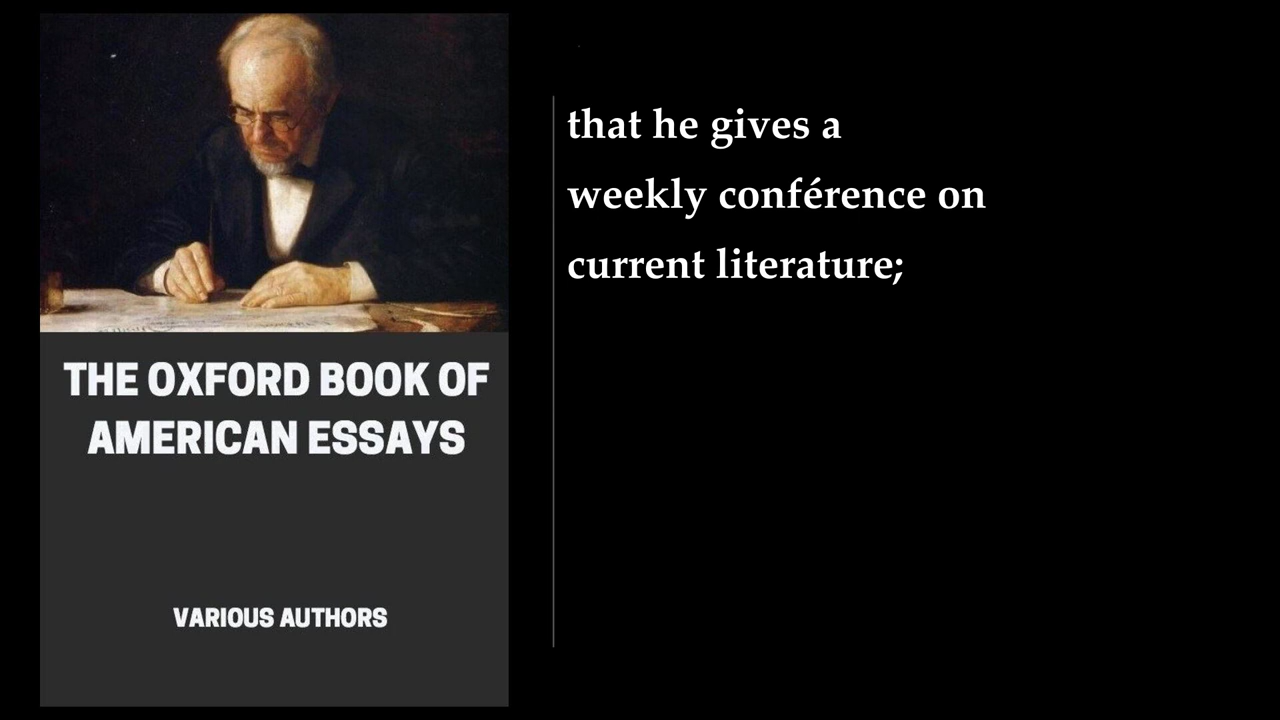 THE OXFORD BOOK OF
AMERICAN ESSAYS
VARIOUS AUTHORS
that he gives a
weekly conférence on
current literature;